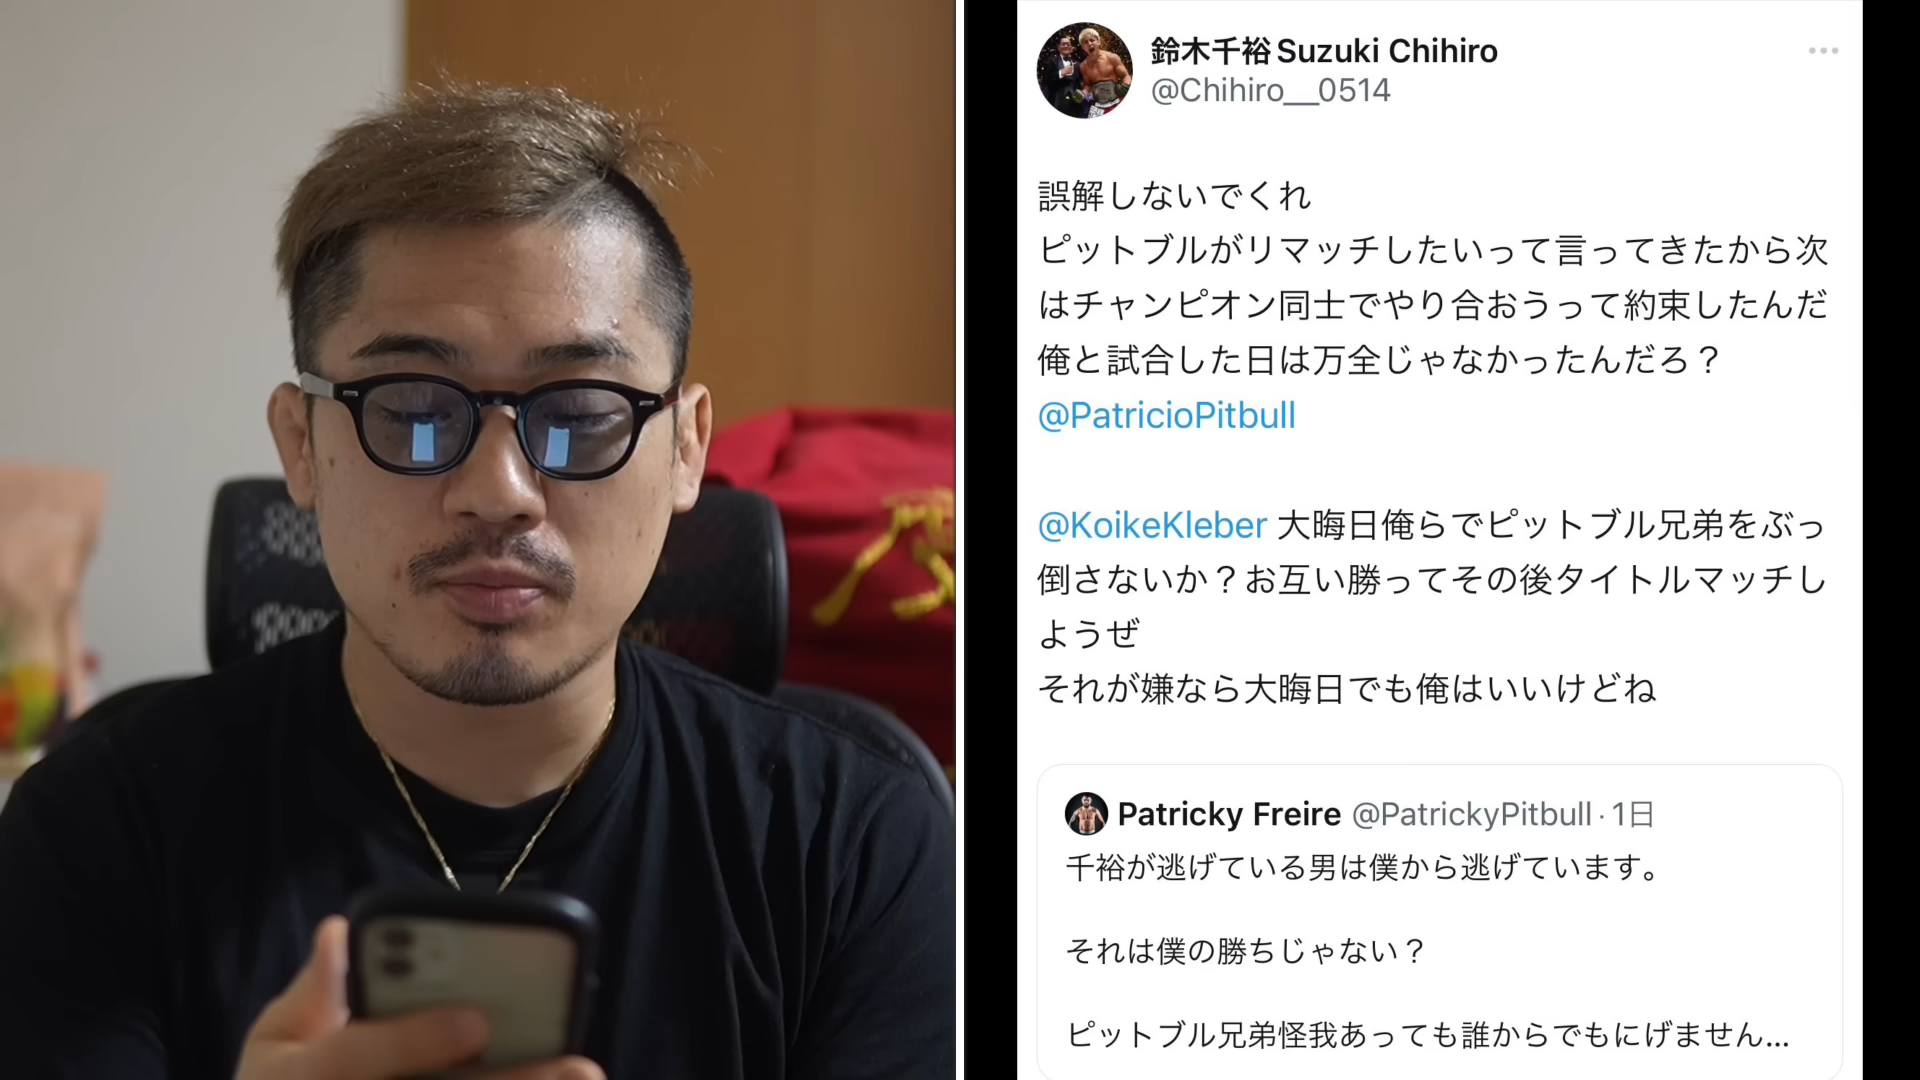 鈴木千裕 Suzuki Chihiro
@Chihiro__0514
誤解しないでくれ
ピットブルがリマッチしたいって言ってきたから次
はチャンピオン同士でやり合おうって約束したんだ
俺と試合した日は万全じゃなかったんだろ？
@PatricioPitbull
@KoikeKleber 大晦日俺らでピットブル兄弟をぶっ
倒さないか？お互い勝ってその後タイトルマッチし
ようぜ
それが嫌なら大晦日でも俺はいいけどね
Patricky Freire @PatrickyPitbull · 1日
千裕が逃げている男は僕から逃げています。
それは僕の勝ちじゃない？
ピットブル兄弟怪我あっても誰からでもにげません...